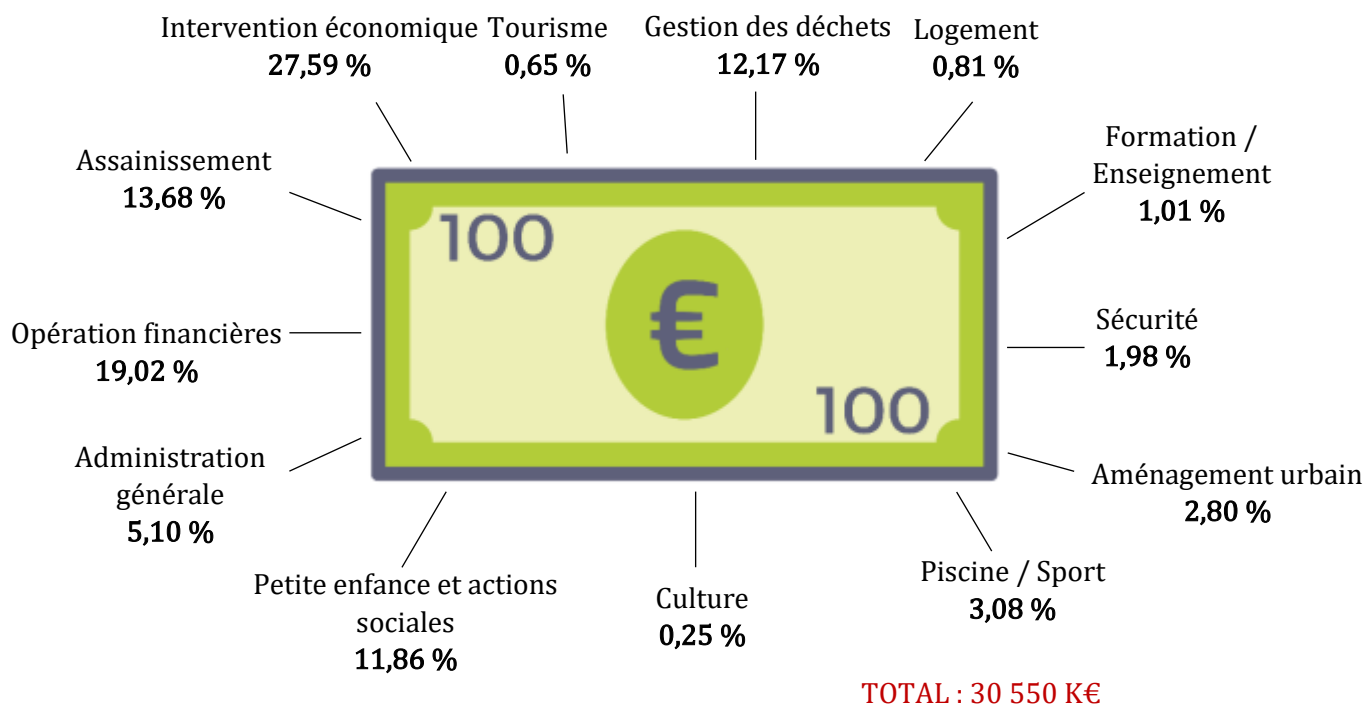 Intervention économique
27,59 %
Tourisme
0,65 %
Gestion des déchets
12,17 %
Logement
0,81 %
Formation /
Enseignement
1,01 %
Assainissement
13,68 %
100
€
100
Opération financières
19,02 %
Sécurité
1,98 %
Administration
générale
5,10 %
Aménagement urbain
2,80 %
Petite enfance et actions
sociales
11,86 %
Culture
0,25 %
Piscine / Sport
3,08 %
TOTAL : 30 550 K€